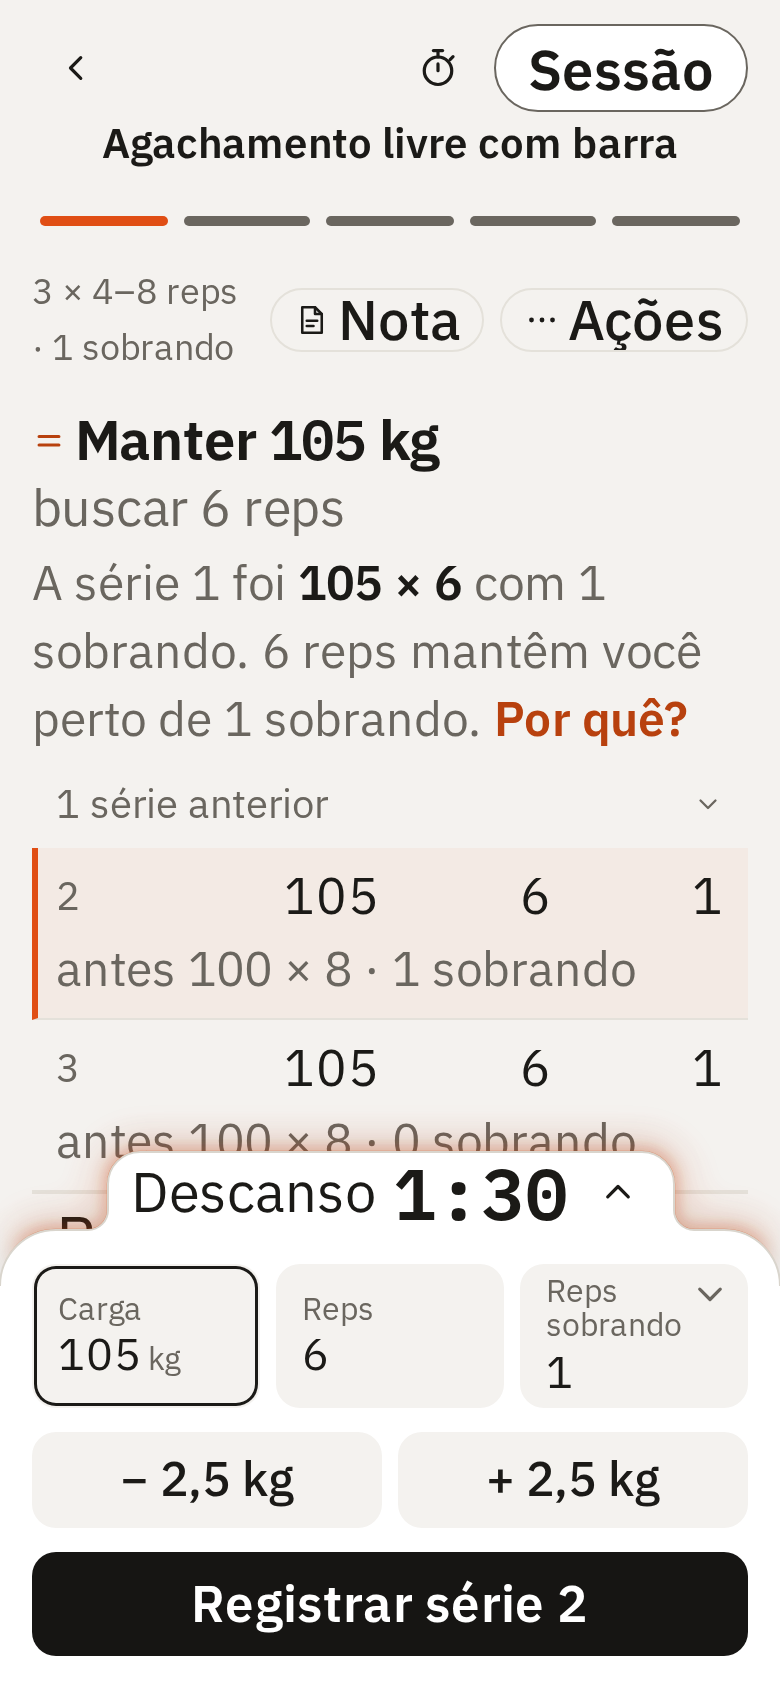 Sessão
Agachamento livre com barra
3 × 4–8 reps
· 1 sobrando
Nota
··· Ações
= Manter 105 kg
buscar 6 reps
A série 1 foi 105 × 6 com 1
sobrando. 6 reps mantêm você
perto de 1 sobrando. Por quê?
1 série anterior
2 105 6 1
antes 100 × 8 · 1 sobrando
3 105 6 1
antes 100 × 8 · 0 sobrando
Descanso 1:30
Carga
105 kg
Reps
6
Reps
sobrando
1
− 2,5 kg
+ 2,5 kg
Registrar série 2